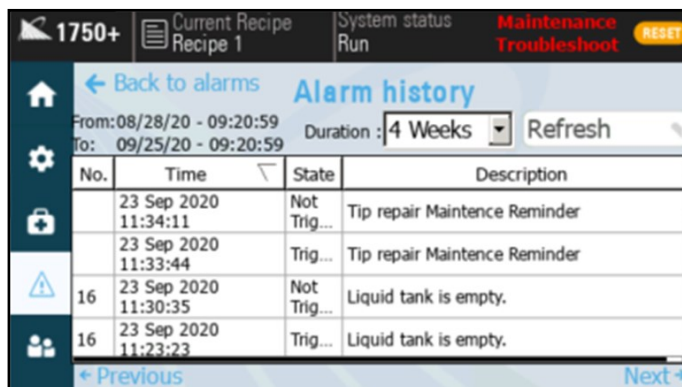 1750+
Current Recipe
Recipe 1
System status
Run
Maintenance
Troubleshoot
RESET
← Back to alarms
Alarm history
From: 08/28/20 - 09:20:59
To: 09/25/20 - 09:20:59
Duration : 4 Weeks
Refresh
No. Time State Description
23 Sep 2020
11:34:11
Not
Trig...
Tip repair Maintence Reminder
23 Sep 2020
11:33:44
Trig...
Tip repair Maintence Reminder
16
23 Sep 2020
11:30:35
Not
Trig...
Liquid tank is empty.
16
23 Sep 2020
11:23:23
Trig...
Liquid tank is empty.
← Previous
Next →